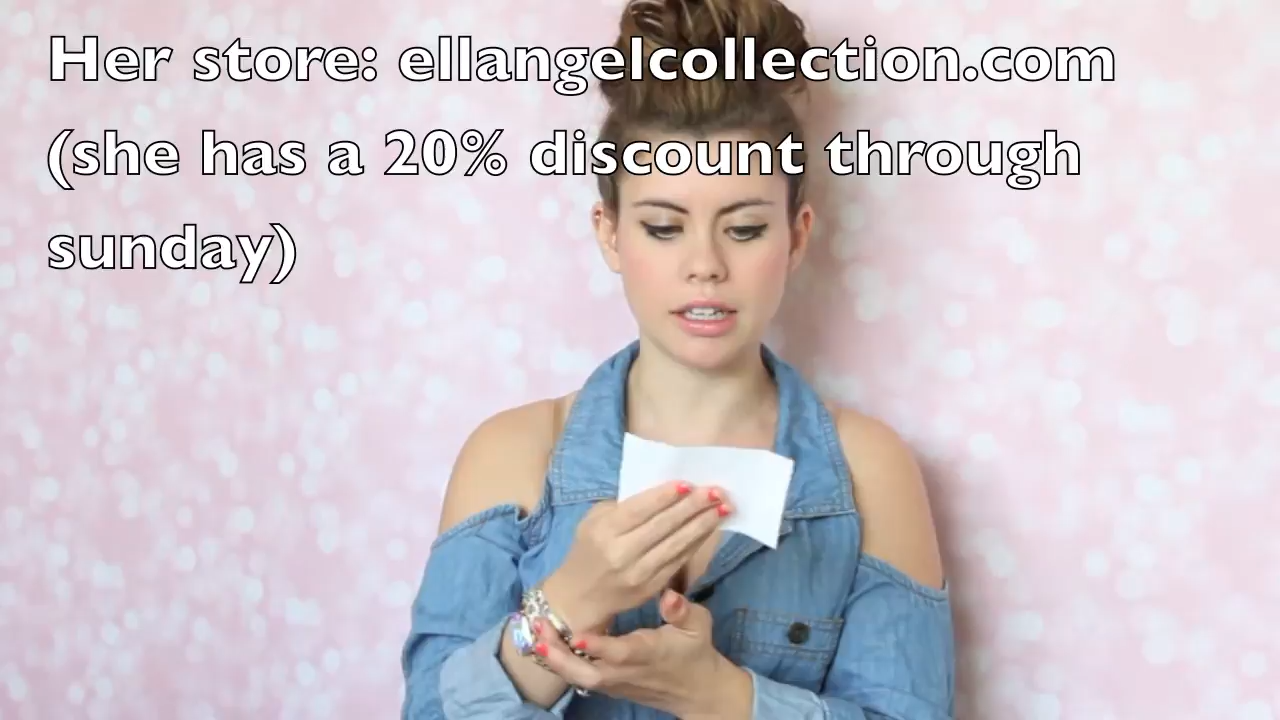 Her store: ellangelcollection.com
(she has a 20% discount through
sunday)